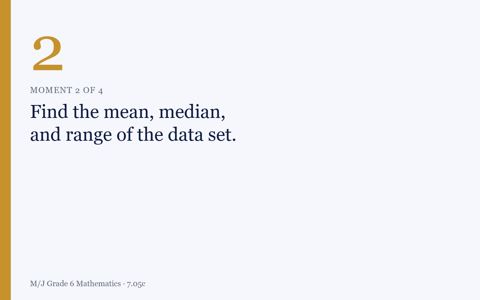 2
MOMENT 2 OF 4
Find the mean, median,
and range of the data set.
M/J Grade 6 Mathematics · 7.05c